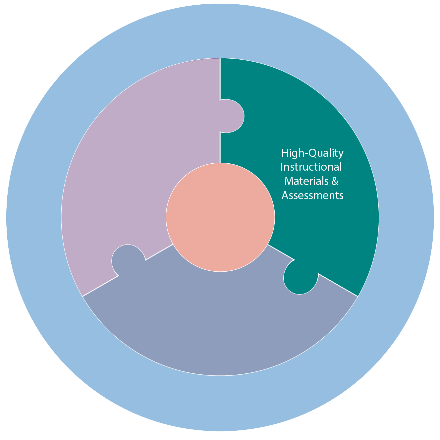 High-Quality
Instructional
Materials &
Assessments